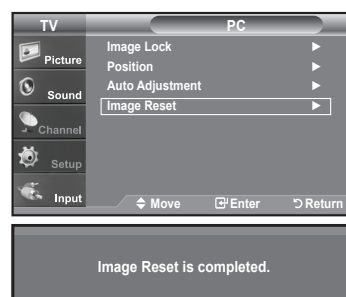 TV PC
Picture
Sound
Channel
Setup
Input
Image Lock ►
Position ►
Auto Adjustment ►
Image Reset ►
Move Enter Return
Image Reset is completed.